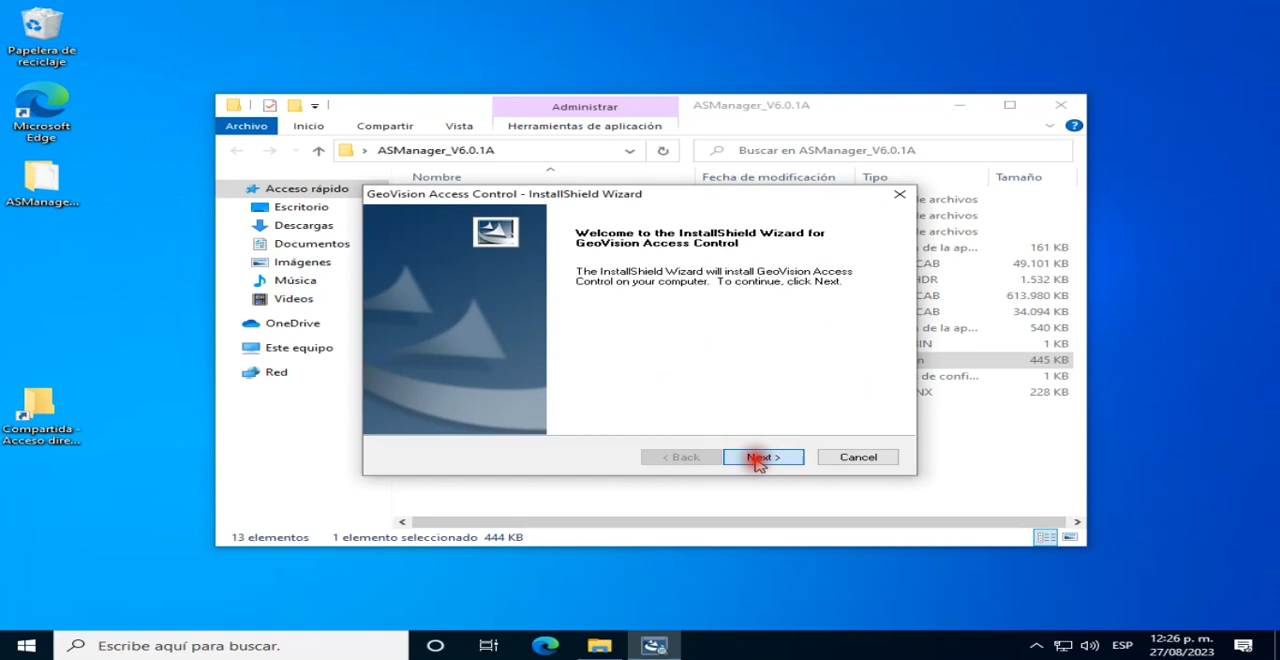 Papelera de
reciclaje
Microsoft
Edge
ASManage...
Compartida -
Acceso dire...
Administrar
ASManager_V6.0.1A
Archivo
Inicio
Compartir
Vista
Herramientas de aplicación
ASManager_V6.0.1A
Buscar en ASManager_V6.0.1A
Nombre
Fecha de modificación
Tipo
Tamaño
Acceso rápido
Escritorio
Descargas
Documentos
Imágenes
Música
Videos
OneDrive
Este equipo
Red
GeoVision Access Control - InstallShield Wizard
Welcome to the InstallShield Wizard for
GeoVision Access Control
The InstallShield Wizard will install GeoVision Access
Control on your computer. To continue, click Next.
< Back
Next >
Cancel
e archivos
e archivos
e archivos
de la ap... 161 KB
CAB 49.101 KB
HDR 1.532 KB
CAB 613.980 KB
CAB 34.094 KB
de la ap... 540 KB
BIN 1 KB
n 445 KB
de confi... 1 KB
NX 228 KB
13 elementos
1 elemento seleccionado 444 KB
Escribe aquí para buscar.
ESP
12:26 p. m.
27/08/2023